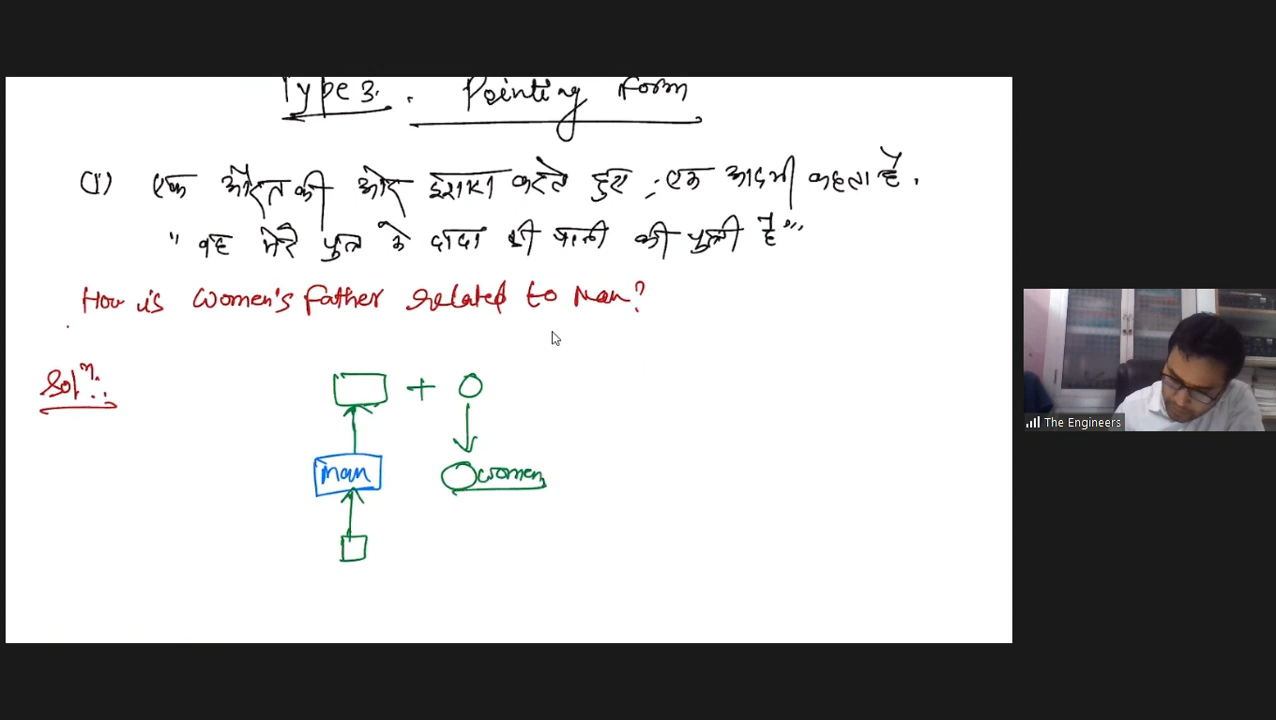 Type 3. Pointing Form
(1) एक औरत की ओर इशारा करते हुए, एक आदमी कहता है.
" वह मेरे पुत्र के दादा की पत्नी की पुत्री है"
How is women's father related to Man?
Solⁿ:
+
Man
women
The Engineers